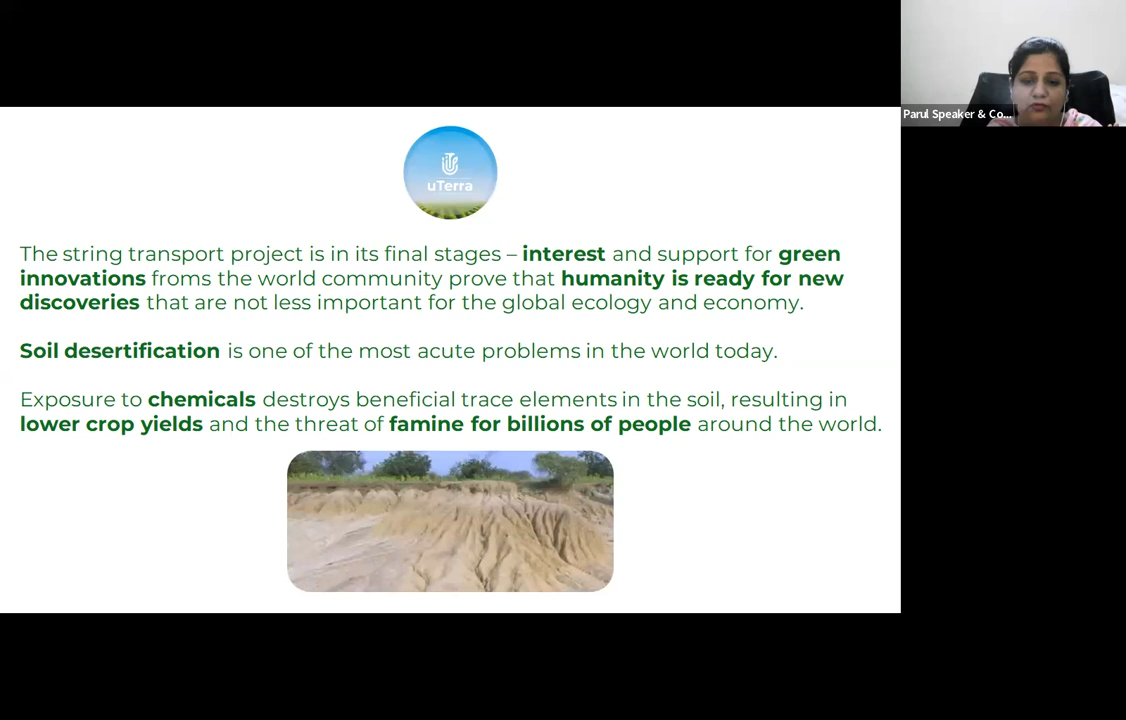 Parul Speaker & Co...
uTerra
The string transport project is in its final stages – interest and support for green
innovations froms the world community prove that humanity is ready for new
discoveries that are not less important for the global ecology and economy.
Soil desertification is one of the most acute problems in the world today.
Exposure to chemicals destroys beneficial trace elements in the soil, resulting in
lower crop yields and the threat of famine for billions of people around the world.